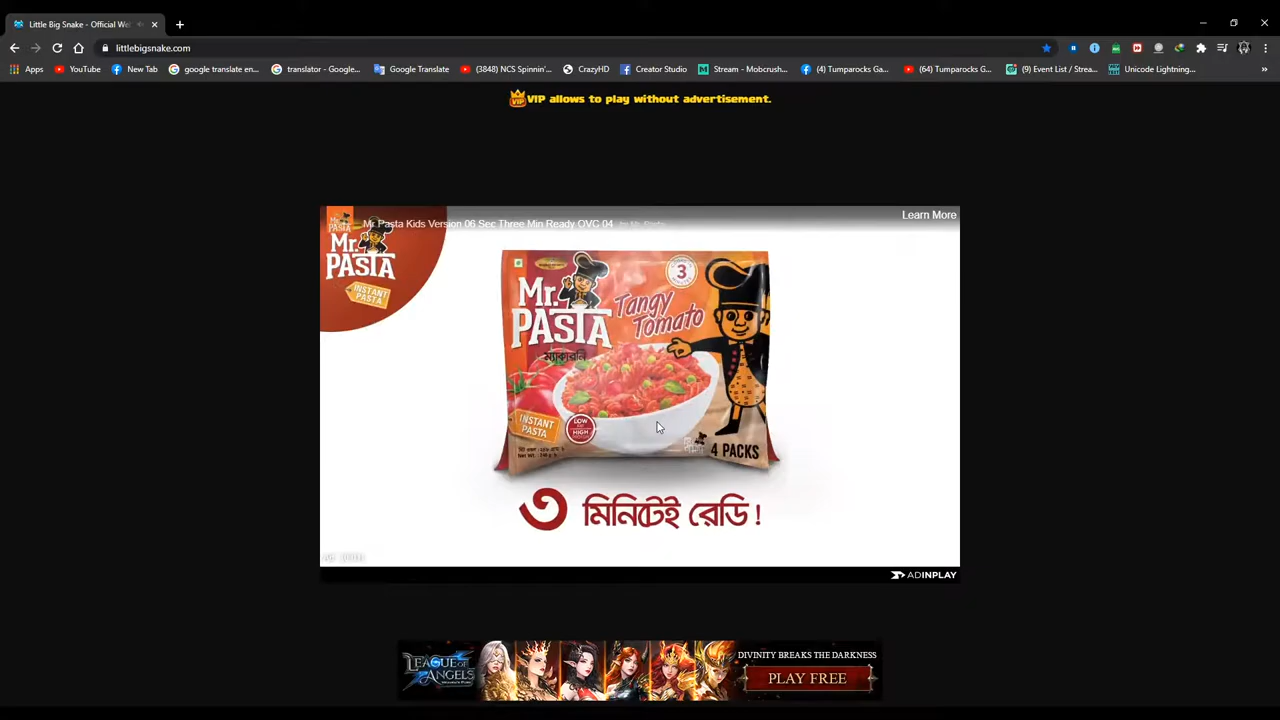 Little Big Snake - Official We
littlebigsnake.com
Apps
YouTube
New Tab
google translate en...
translator - Google...
Google Translate
(3848) NCS Spinnin'...
CrazyHD
Creator Studio
Stream - Mobcrush...
(4) Tumparocks Ga...
(64) Tumparocks G...
(9) Event List / Strea...
Unicode Lightning...
VIP
VIP allows to play without advertisement.
Mr Pasta Kids Version 06 Sec Three Min Ready OVC 04
Learn More
Mr.
PASTA
INSTANT
PASTA
Mr.
PASTA
ম্যাকারনি
Tangy
Tomato
3
INSTANT
PASTA
LOW
HIGH
4 PACKS
৩ মিনিটেই রেডি !
ADINPLAY
LEAGUE OF
ANGELS
DIVINITY BREAKS THE DARKNESS
PLAY FREE